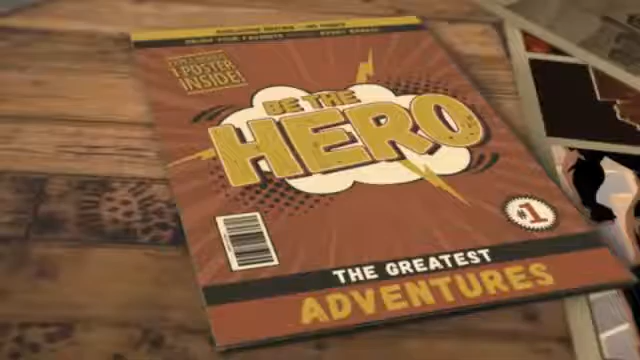 1 POSTER
INSIDE!
BE THE
HERO
#1
THE GREATEST
ADVENTURES